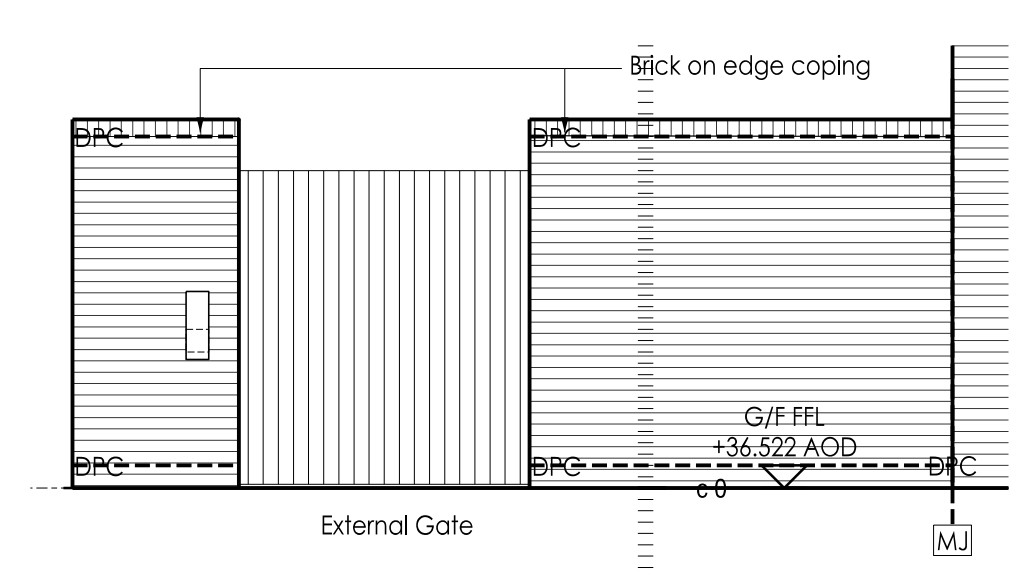 Brick on edge coping
DPC
DPC
G/F FFL
+36.522 AOD
DPC
DPC
DPC
c 0
External Gate
MJ